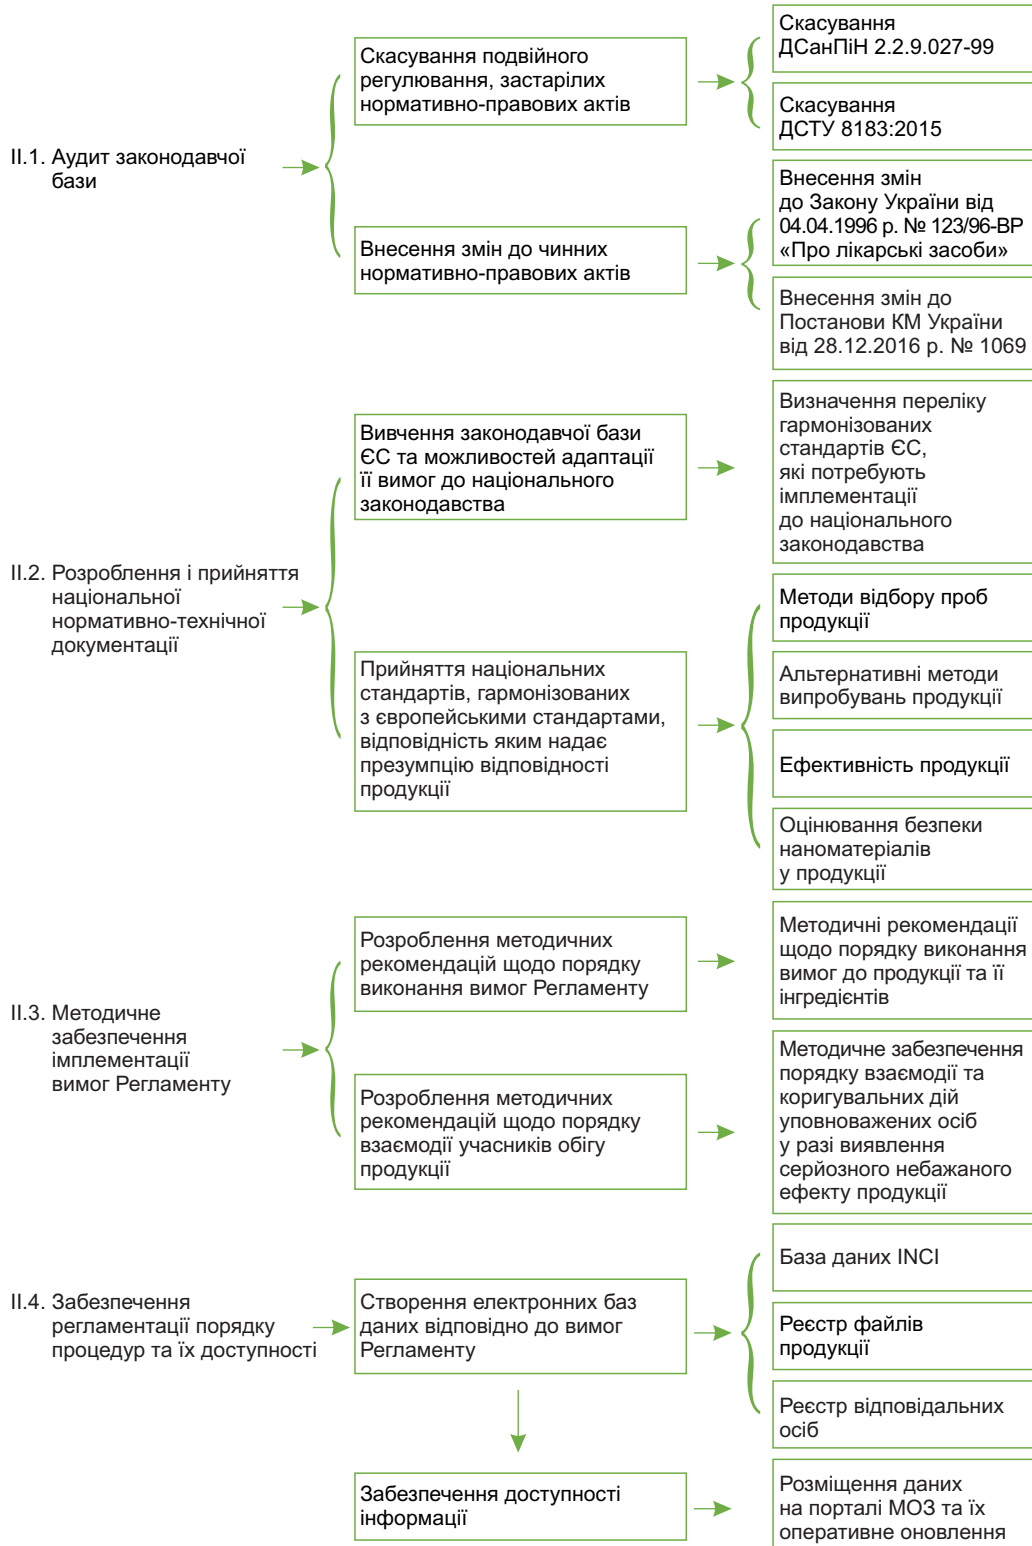 II.1. Аудит законодавчої
бази
Скасування подвійного
регулювання, застарілих
нормативно-правових актів
Скасування
ДСанПіН 2.2.9.027-99
Скасування
ДСТУ 8183:2015
Внесення змін до чинних
нормативно-правових актів
Внесення змін
до Закону України від
04.04.1996 р. № 123/96-ВР
«Про лікарські засоби»
Внесення змін до
Постанови КМ України
від 28.12.2016 р. № 1069
II.2. Розроблення і прийняття
національної
нормативно-технічної
документації
Вивчення законодавчої бази
ЄС та можливостей адаптації
її вимог до національного
законодавства
Визначення переліку
гармонізованих
стандартів ЄС,
які потребують
імплементації
до національного
законодавства
Прийняття національних
стандартів, гармонізованих
з європейськими стандартами,
відповідність яким надає
презумпцію відповідності
продукції
Методи відбору проб
продукції
Альтернативні методи
випробувань продукції
Ефективність продукції
Оцінювання безпеки
наноматеріалів
у продукції
II.3. Методичне
забезпечення
імплементації
вимог Регламенту
Розроблення методичних
рекомендацій щодо порядку
виконання вимог Регламенту
Методичні рекомендації
щодо порядку виконання
вимог до продукції та її
інгредієнтів
Розроблення методичних
рекомендацій щодо порядку
взаємодії учасників обігу
продукції
Методичне забезпечення
порядку взаємодії та
коригувальних дій
уповноважених осіб
у разі виявлення
серйозного небажаного
ефекту продукції
II.4. Забезпечення
регламентації порядку
процедур та їх доступності
Створення електронних баз
даних відповідно до вимог
Регламенту
База даних INCI
Реєстр файлів
продукції
Реєстр відповідальних
осіб
Забезпечення доступності
інформації
Розміщення даних
на порталі МОЗ та їх
оперативне оновлення